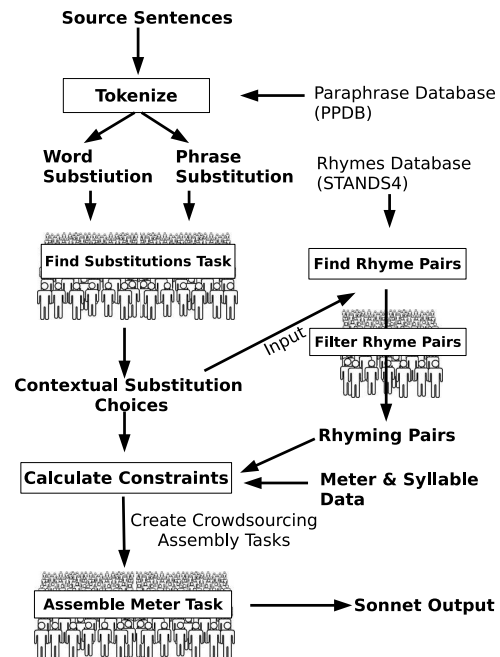 Source Sentences
Tokenize
Paraphrase Database
(PPDB)
Word
Substiution
Phrase
Substitution
Rhymes Database
(STANDS4)
Find Substitutions Task
Find Rhyme Pairs
Input
Filter Rhyme Pairs
Contextual Substitution
Choices
Rhyming Pairs
Calculate Constraints
Meter & Syllable
Data
Create Crowdsourcing
Assembly Tasks
Assemble Meter Task
Sonnet Output